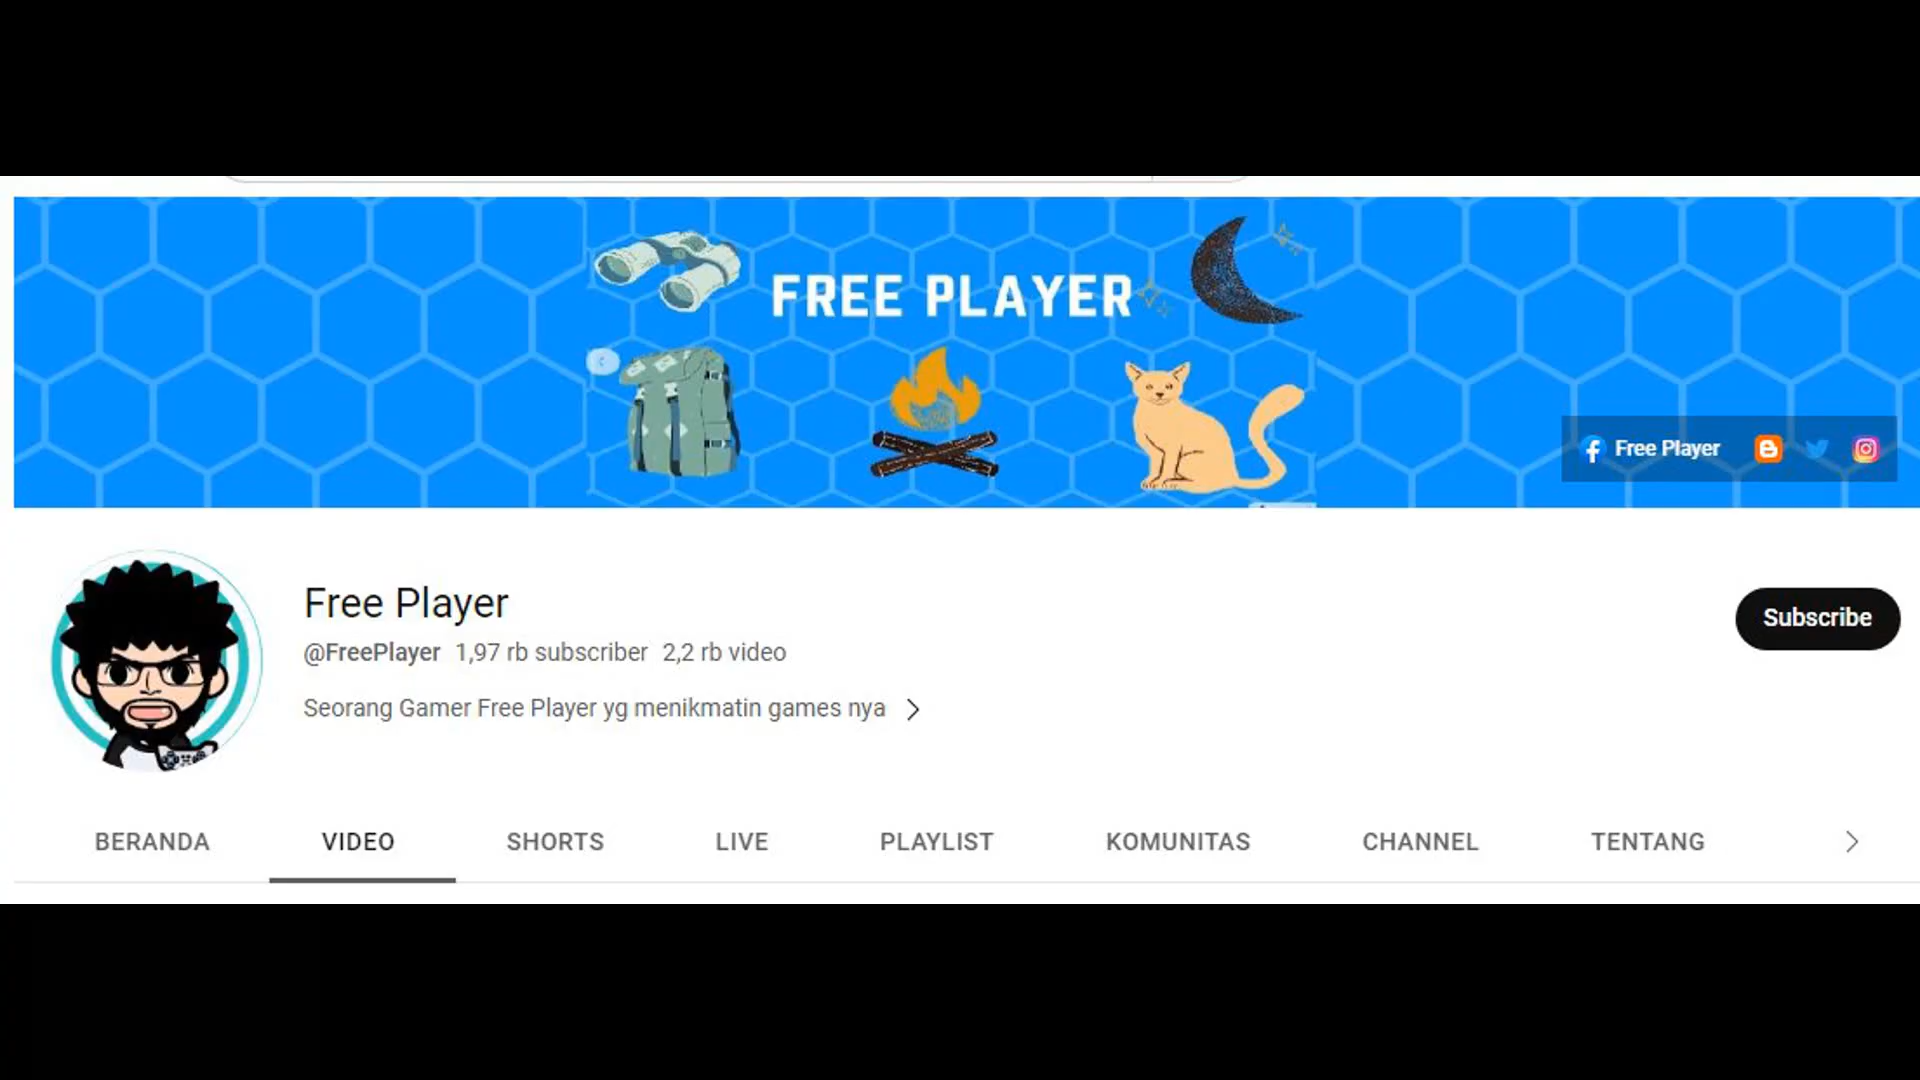 FREE PLAYER
Free Player
Free Player
@FreePlayer 1,97 rb subscriber 2,2 rb video
Subscribe
Seorang Gamer Free Player yg menikmatin games nya
BERANDA VIDEO SHORTS LIVE PLAYLIST KOMUNITAS CHANNEL TENTANG